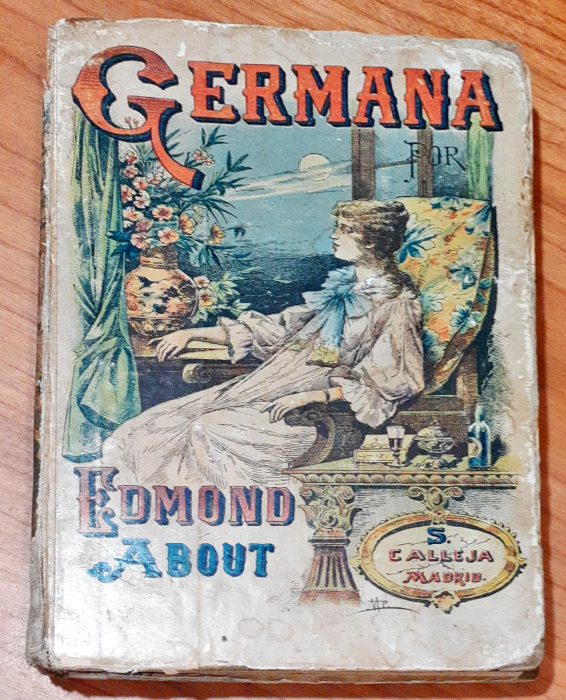 GERMANA
POR
EDMOND
ABOUT
S.
CALLEJA
MADRID.